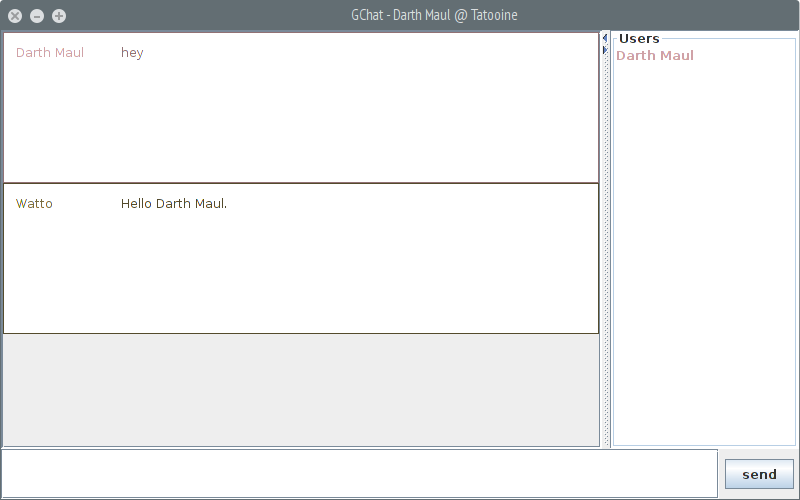 GChat - Darth Maul @ Tatooine
Darth Maul hey
Watto Hello Darth Maul.
Users
Darth Maul
send